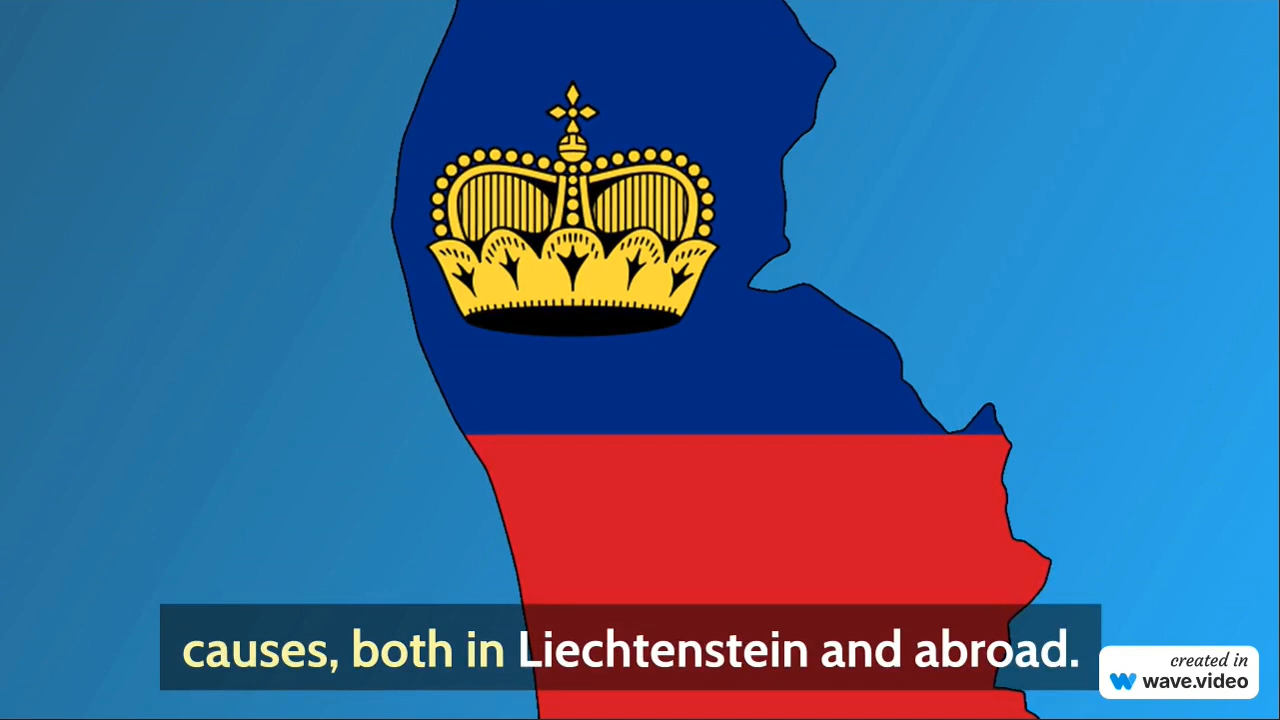 causes, both in Liechtenstein and abroad.
created in
wave.video